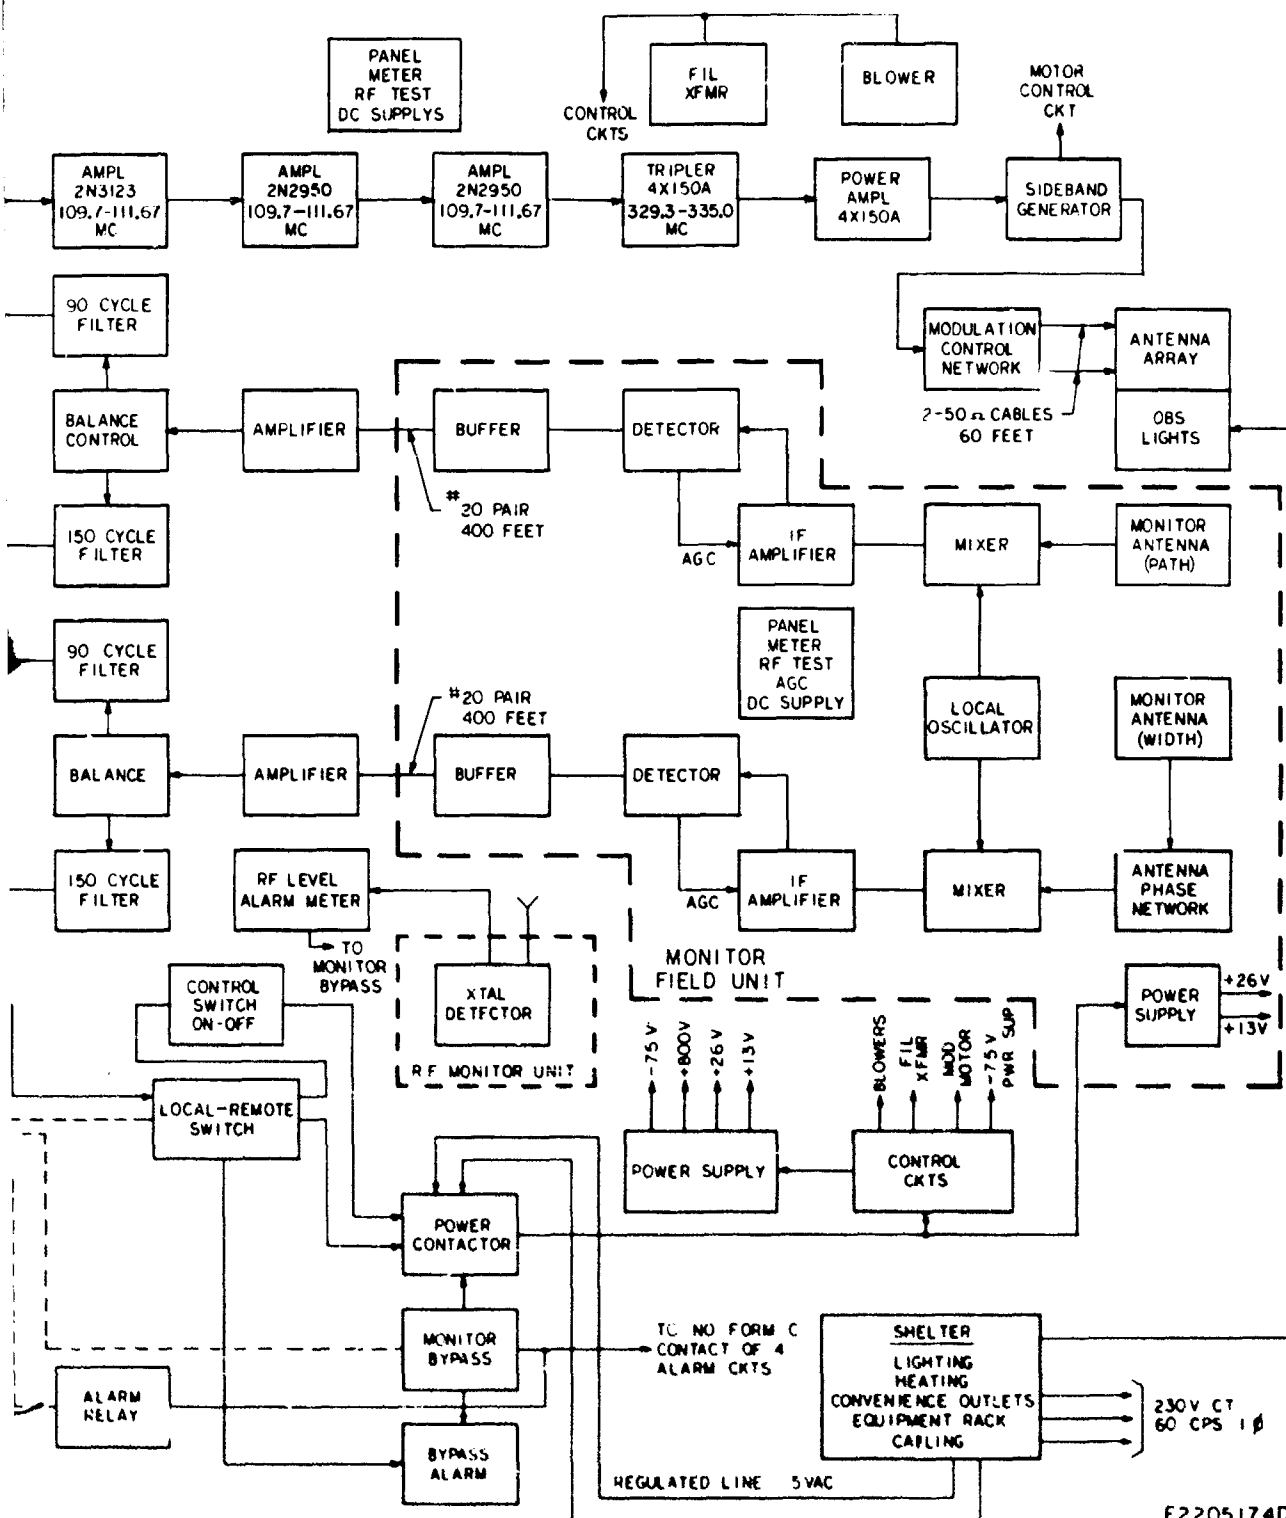 PANEL
METER
RF TEST
DC SUPPLYS
CONTROL
CKTS
FIL
XFMR
BLOWER
MOTOR
CONTROL
CKT
AMPL
2N3123
109.7-111.67
MC
AMPL
2N2950
109.7-111.67
MC
AMPL
2N2950
109.7-111.67
MC
TRIPLER
4X150A
329.3-335.0
MC
POWER
AMPL
4X150A
SIDEBAND
GENERATOR
90 CYCLE
FILTER
MODULATION
CONTROL
NETWORK
ANTENNA
ARRAY
2-50 Ω CABLES
60 FEET
OBS
LIGHTS
BALANCE
CONTROL
AMPLIFIER
BUFFER
DETECTOR
#20 PAIR
400 FEET
150 CYCLE
FILTER
AGC
IF
AMPLIFIER
MIXER
MONITOR
ANTENNA
(PATH)
90 CYCLE
FILTER
PANEL
METER
RF TEST
AGC
DC SUPPLY
#20 PAIR
400 FEET
LOCAL
OSCILLATOR
MONITOR
ANTENNA
(WIDTH)
BALANCE
AMPLIFIER
BUFFER
DETECTOR
150 CYCLE
FILTER
RF LEVEL
ALARM METER
AGC
IF
AMPLIFIER
MIXER
ANTENNA
PHASE
NETWORK
TO
MONITOR
BYPASS
MONITOR
FIELD UNIT
CONTROL
SWITCH
ON-OFF
XTAL
DETECTOR
RF MONITOR UNIT
POWER
SUPPLY
+26V
+13V
-75V
+800V
+26V
+13V
BLOWERS
FIL
XFMR
MOD
MOTOR
-75V
PWR SUP
LOCAL-REMOTE
SWITCH
POWER SUPPLY
CONTROL
CKTS
POWER
CONTACTOR
MONITOR
BYPASS
TO NO FORM C
CONTACT OF 4
ALARM CKTS
SHELTER
LIGHTING
HEATING
CONVENIENCE OUTLETS
EQUIPMENT RACK
CABLING
230V CT
60 CPS 1 ϕ
ALARM
RELAY
BYPASS
ALARM
REGULATED LINE 5VAC
F2205174D